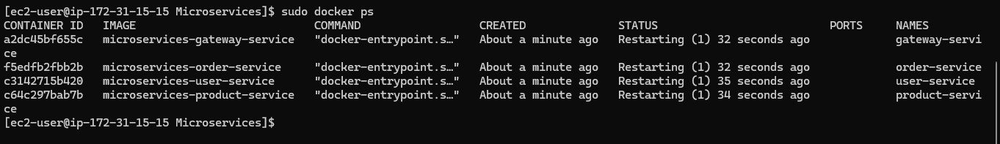 [ec2-user@ip-172-31-15-15 Microservices]$ sudo docker ps
CONTAINER ID   IMAGE                          COMMAND                  CREATED              STATUS                          PORTS     NAMES
a2dc45bf655c   microservices-gateway-service   "docker-entrypoint.s…"   About a minute ago   Restarting (1) 32 seconds ago             gateway-servi
ce
f5edfb2fbb2b   microservices-order-service     "docker-entrypoint.s…"   About a minute ago   Restarting (1) 32 seconds ago             order-service
c3142715b420   microservices-user-service      "docker-entrypoint.s…"   About a minute ago   Restarting (1) 35 seconds ago             user-service
c64c297bab7b   microservices-product-service   "docker-entrypoint.s…"   About a minute ago   Restarting (1) 34 seconds ago             product-servi
ce
[ec2-user@ip-172-31-15-15 Microservices]$